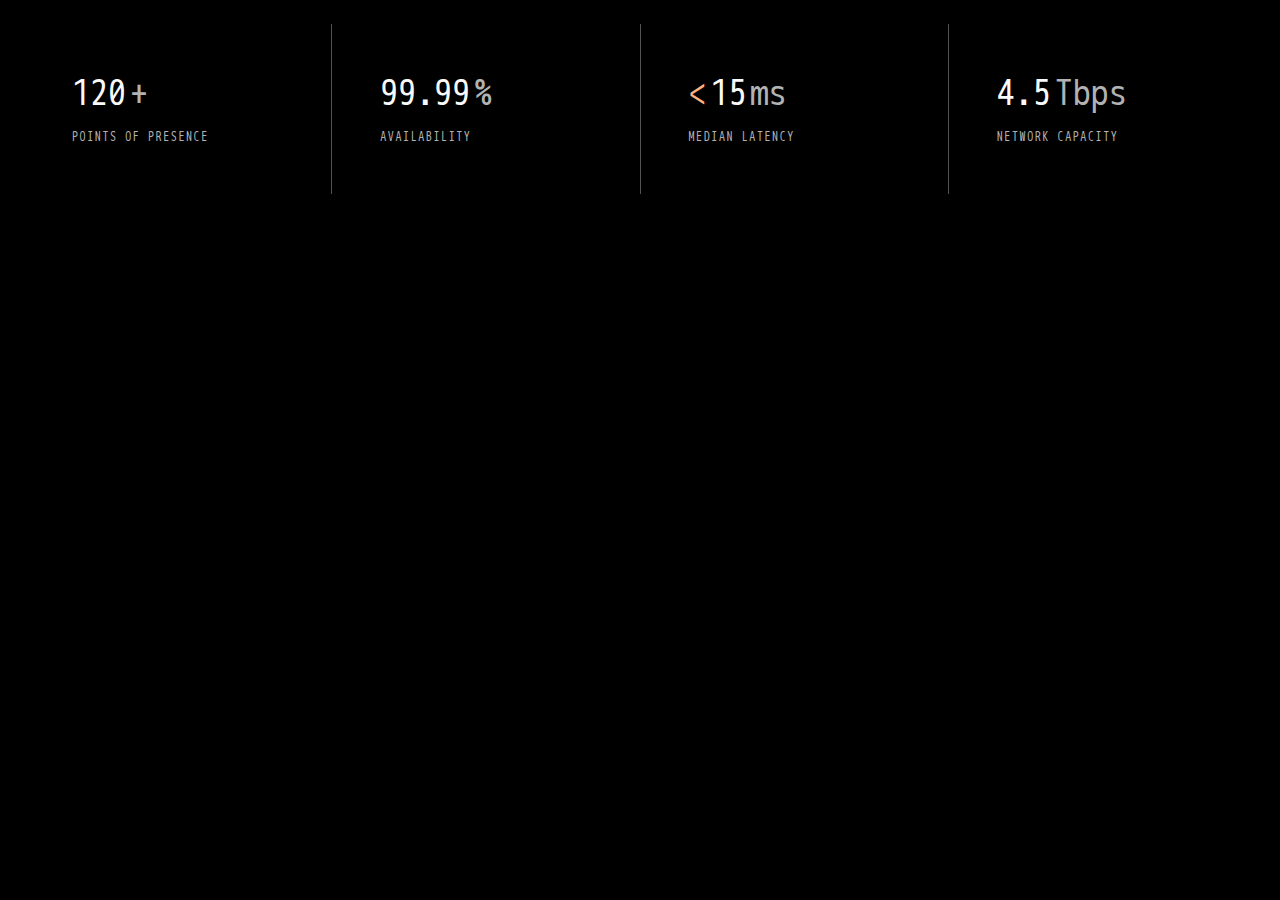 120+
POINTS OF PRESENCE
99.99%
AVAILABILITY
<15ms
MEDIAN LATENCY
4.5Tbps
NETWORK CAPACITY